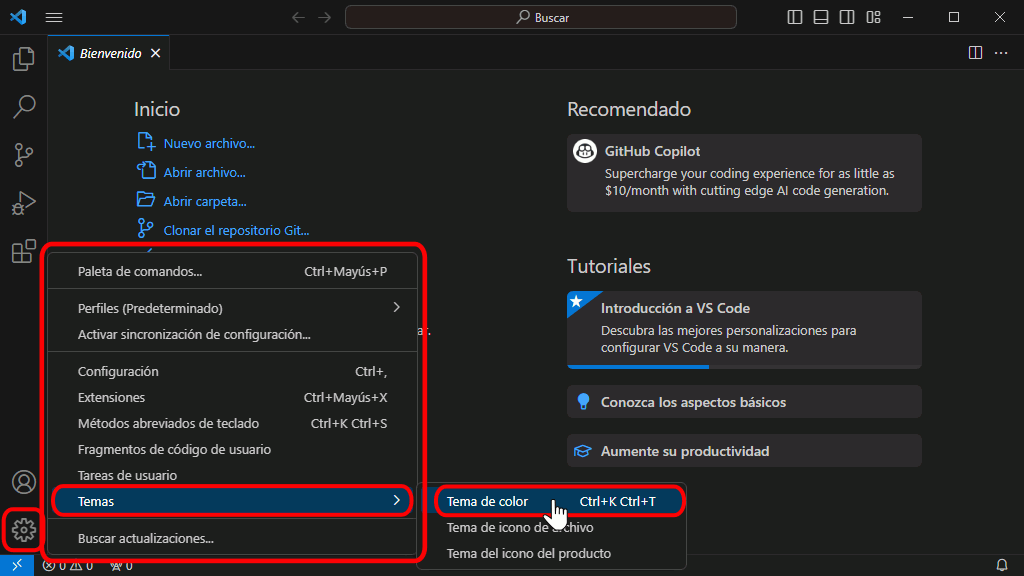 Buscar
Bienvenido
Inicio
Nuevo archivo...
Abrir archivo...
Abrir carpeta...
Clonar el repositorio Git...
Recomendado
GitHub Copilot
Supercharge your coding experience for as little as
$10/month with cutting edge AI code generation.
Tutoriales
Introducción a VS Code
Descubra las mejores personalizaciones para
configurar VS Code a su manera.
Conozca los aspectos básicos
Aumente su productividad
Paleta de comandos... Ctrl+Mayús+P
Perfiles (Predeterminado)
Activar sincronización de configuración...
Configuración Ctrl+,
Extensiones Ctrl+Mayús+X
Métodos abreviados de teclado Ctrl+K Ctrl+S
Fragmentos de código de usuario
Tareas de usuario
Temas
Buscar actualizaciones...
Tema de color Ctrl+K Ctrl+T
Tema de icono de archivo
Tema del icono del producto
0 0 0